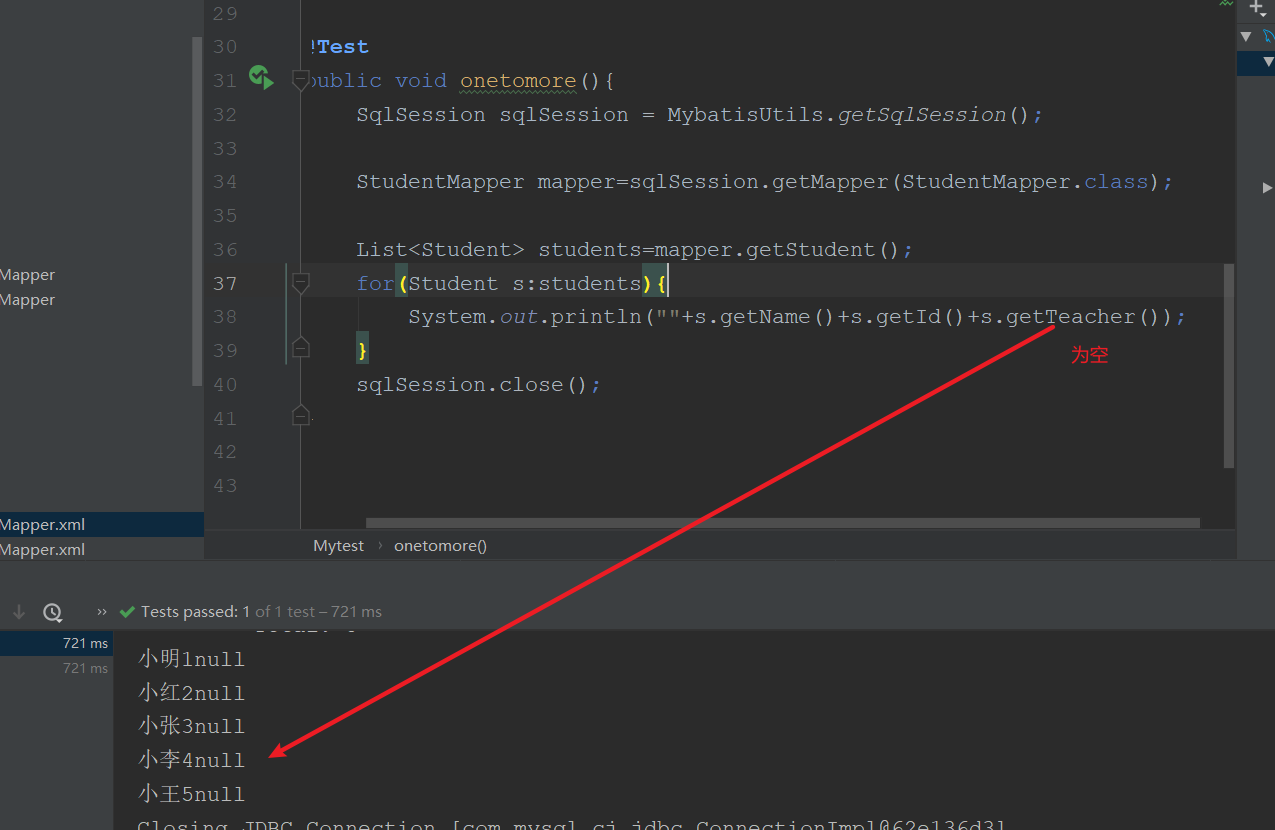 29
30 !Test
31 public void onetomore(){
32 SqlSession sqlSession = MybatisUtils.getSqlSession();
33
34 StudentMapper mapper=sqlSession.getMapper(StudentMapper.class);
35
36 List<Student> students=mapper.getStudent();
37 for(Student s:students){
38 System.out.println(""+s.getName()+s.getId()+s.getTeacher());
为空
39 }
40 sqlSession.close();
41
42
43
Mapper
Mapper
Mapper.xml
Mapper.xml
Mytest › onetomore()
» Tests passed: 1 of 1 test – 721 ms
721 ms
721 ms
小明1null
小红2null
小张3null
小李4null
小王5null
Closing JDBC Connection [com.mysql.cj.jdbc.ConnectionImpl@62e136d3]